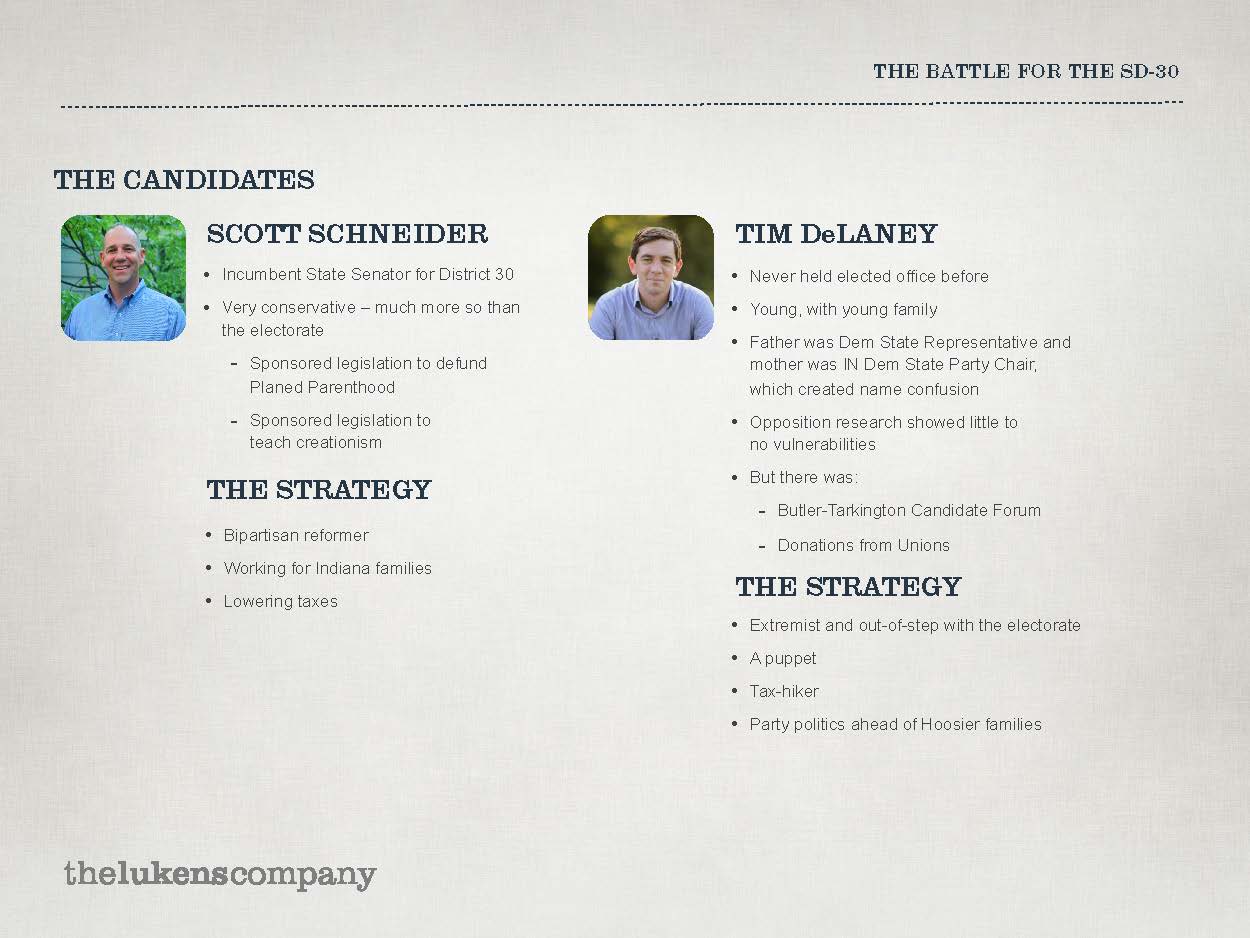 THE BATTLE FOR THE SD-30
THE CANDIDATES
SCOTT SCHNEIDER
• Incumbent State Senator for District 30
• Very conservative – much more so than
the electorate
- Sponsored legislation to defund
Planed Parenthood
- Sponsored legislation to
teach creationism
THE STRATEGY
• Bipartisan reformer
• Working for Indiana families
• Lowering taxes
TIM DeLANEY
• Never held elected office before
• Young, with young family
• Father was Dem State Representative and
mother was IN Dem State Party Chair,
which created name confusion
• Opposition research showed little to
no vulnerabilities
• But there was:
- Butler-Tarkington Candidate Forum
- Donations from Unions
THE STRATEGY
• Extremist and out-of-step with the electorate
• A puppet
• Tax-hiker
• Party politics ahead of Hoosier families
thelukenscompany